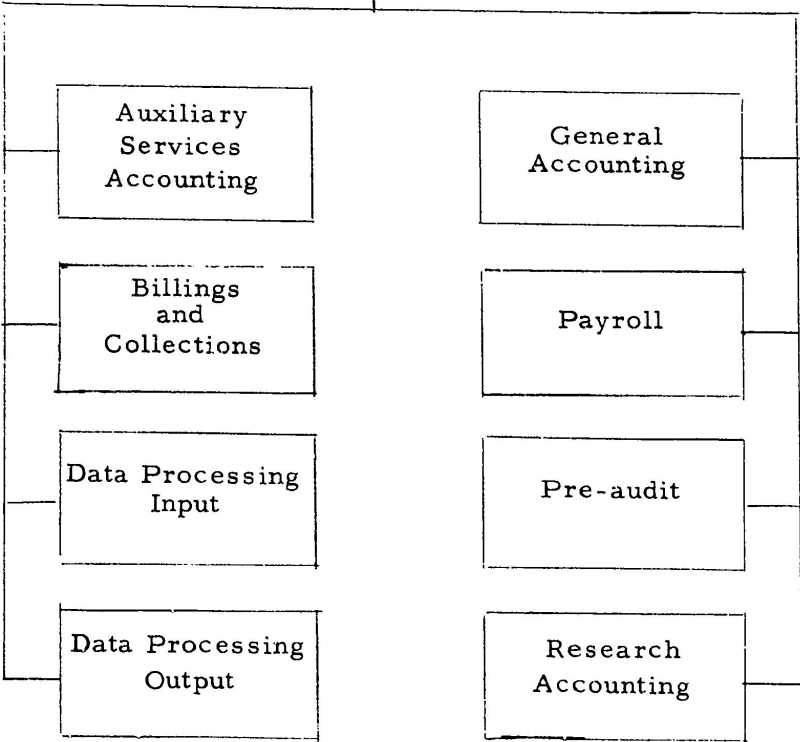 Auxiliary
Services
Accounting
General
Accounting
Billings
and
Collections
Payroll
Data Processing
Input
Pre-audit
Data Processing
Output
Research
Accounting